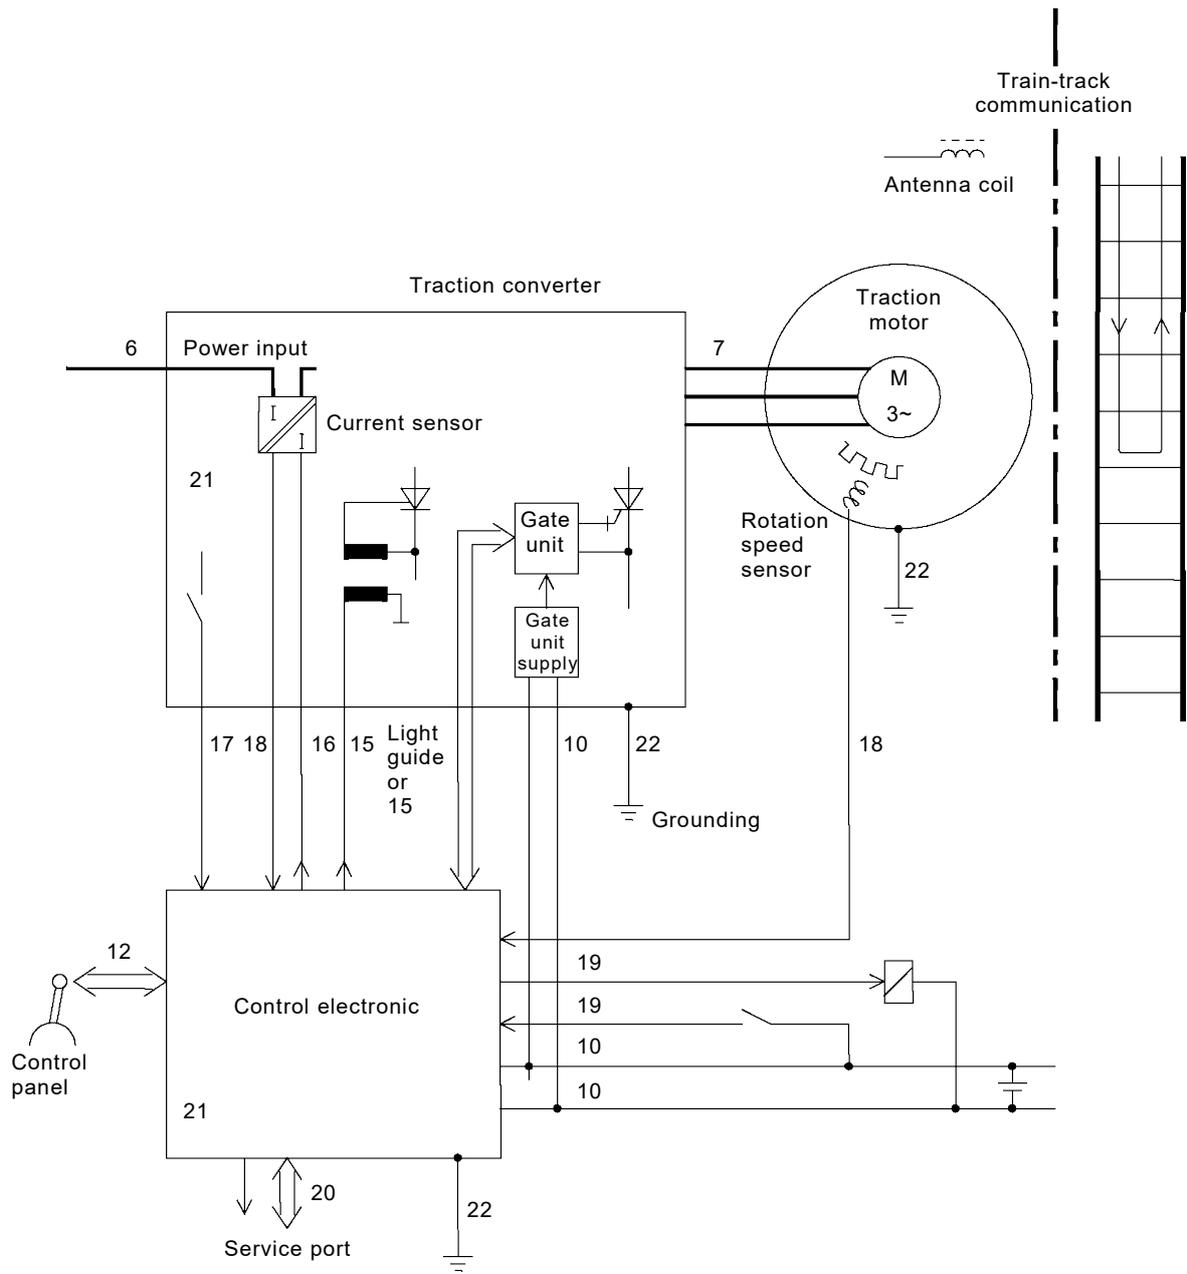 Train-track
communication
Antenna coil
Traction converter
Traction
motor
6
Power input
7
M
3~
I
I
Current sensor
21
Gate
unit
Rotation
speed
sensor
22
Gate
unit
supply
17
18
16
15
Light
guide
or
15
10
22
18
Grounding
12
19
Control electronic
19
10
Control
panel
10
21
20
22
Service port